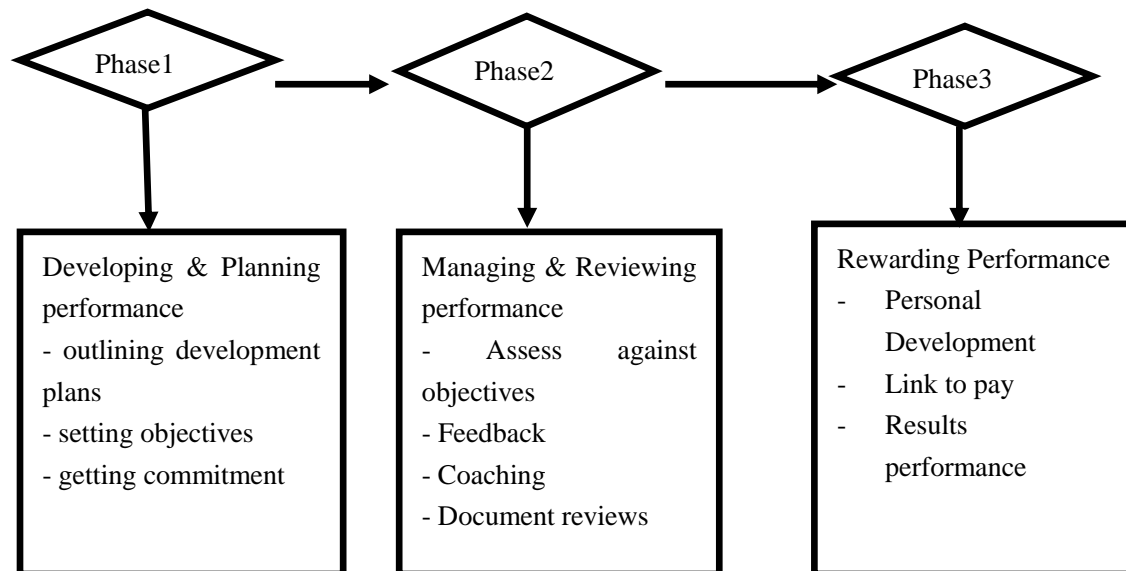 Phase1
Phase2
Phase3
Developing & Planning
performance
- outlining development
plans
- setting objectives
- getting commitment
Managing & Reviewing
performance
- Assess against
objectives
- Feedback
- Coaching
- Document reviews
Rewarding Performance
- Personal
Development
- Link to pay
- Results
performance